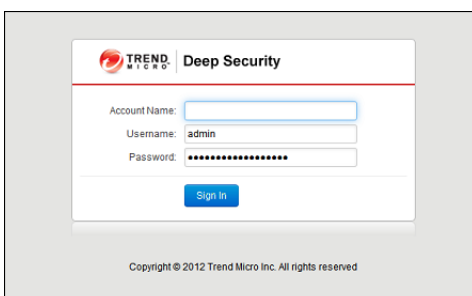 TREND MICRO Deep Security
Account Name:
Username: admin
Password: ••••••••••••••••••
Sign In
Copyright © 2012 Trend Micro Inc. All rights reserved